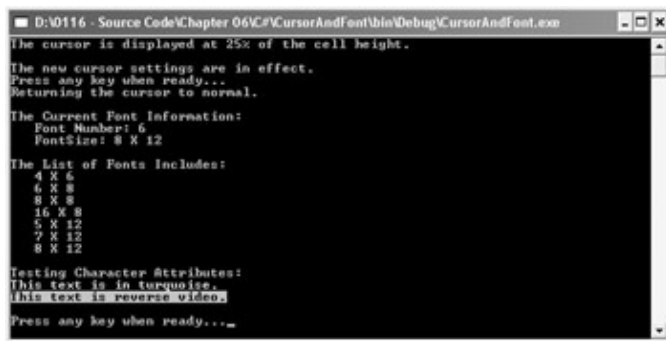 D:\0116 - Source Code\Chapter 06\C#\CursorAndFont\bin\Debug\CursorAndFont.exe
The cursor is displayed at 25% of the cell height.
The new cursor settings are in effect.
Press any key when ready...
Returning the cursor to normal.
The Current Font Information:
Font Number: 6
FontSize: 8 X 12
The List of Fonts Includes:
4 X 6
6 X 8
8 X 8
16 X 8
5 X 12
7 X 12
8 X 12
Testing Character Attributes:
This text is in turquoise.
This text is reverse video.
Press any key when ready..._